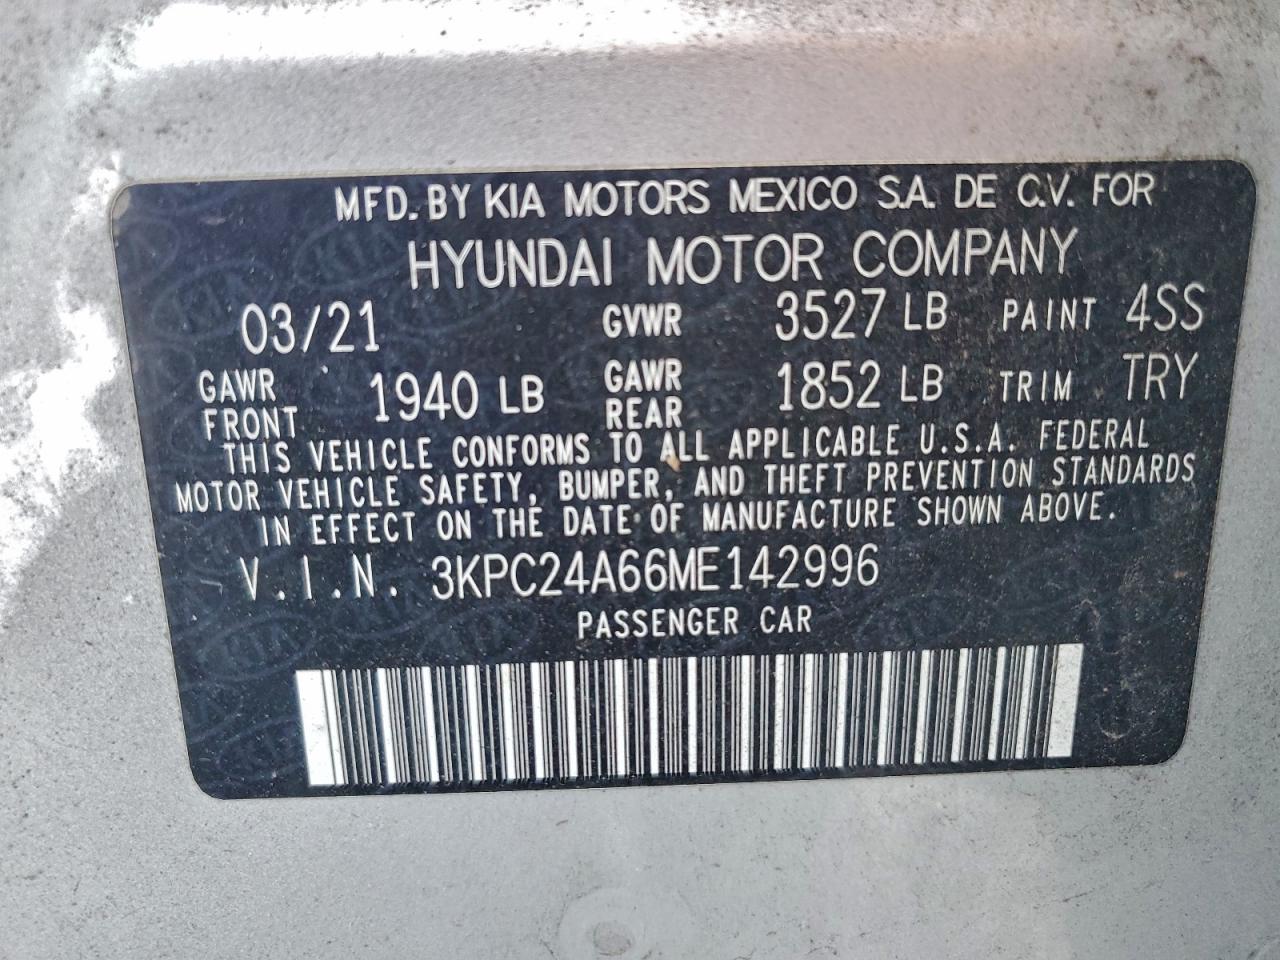 MFD. BY KIA MOTORS MEXICO S.A. DE C.V. FOR
HYUNDAI MOTOR COMPANY
03/21 GVWR 3527 LB PAINT 4SS
GAWR FRONT 1940 LB GAWR REAR 1852 LB TRIM TRY
THIS VEHICLE CONFORMS TO ALL APPLICABLE U.S.A. FEDERAL
MOTOR VEHICLE SAFETY, BUMPER, AND THEFT PREVENTION STANDARDS
IN EFFECT ON THE DATE OF MANUFACTURE SHOWN ABOVE.
V.I.N. 3KPC24A66ME142996
PASSENGER CAR